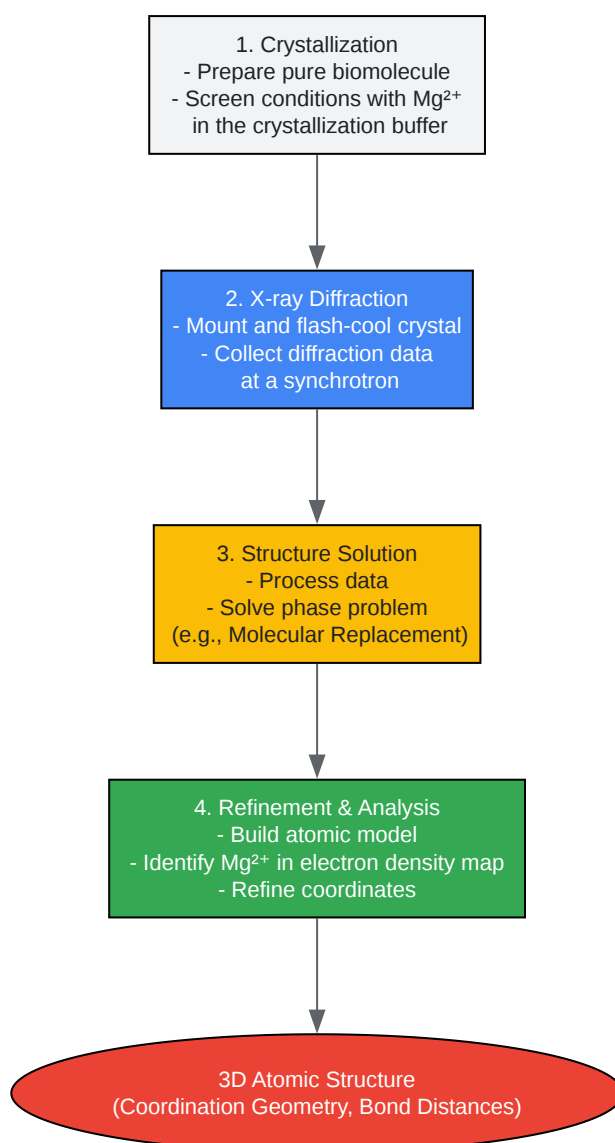 1. Crystallization
- Prepare pure biomolecule
- Screen conditions with Mg²⁺
in the crystallization buffer
2. X-ray Diffraction
- Mount and flash-cool crystal
- Collect diffraction data
at a synchrotron
3. Structure Solution
- Process data
- Solve phase problem
(e.g., Molecular Replacement)
4. Refinement & Analysis
- Build atomic model
- Identify Mg²⁺ in electron density map
- Refine coordinates
3D Atomic Structure
(Coordination Geometry, Bond Distances)